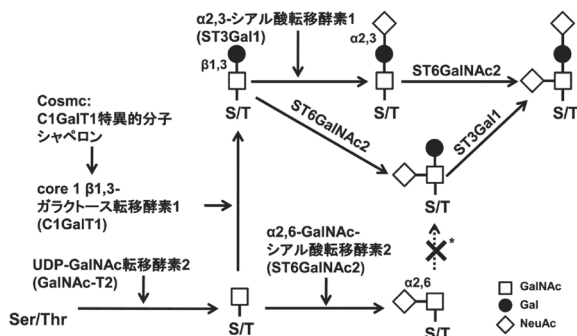 α2,3-シアル酸転移酵素1
(ST3Gal1)
α2,3
β1,3
ST6GalNAc2
S/T
S/T
S/T
Cosmc:
C1GalT1特異的分子
シャペロン
ST6GalNAc2
ST3Gal1
core 1 β1,3-
ガラクトース転移酵素1
(C1GalT1)
S/T
α2,6-GalNAc-
シアル酸転移酵素2
(ST6GalNAc2)
*
UDP-GalNAc転移酵素2
(GalNAc-T2)
α2,6
Ser/Thr
S/T
S/T
GalNAc
Gal
NeuAc